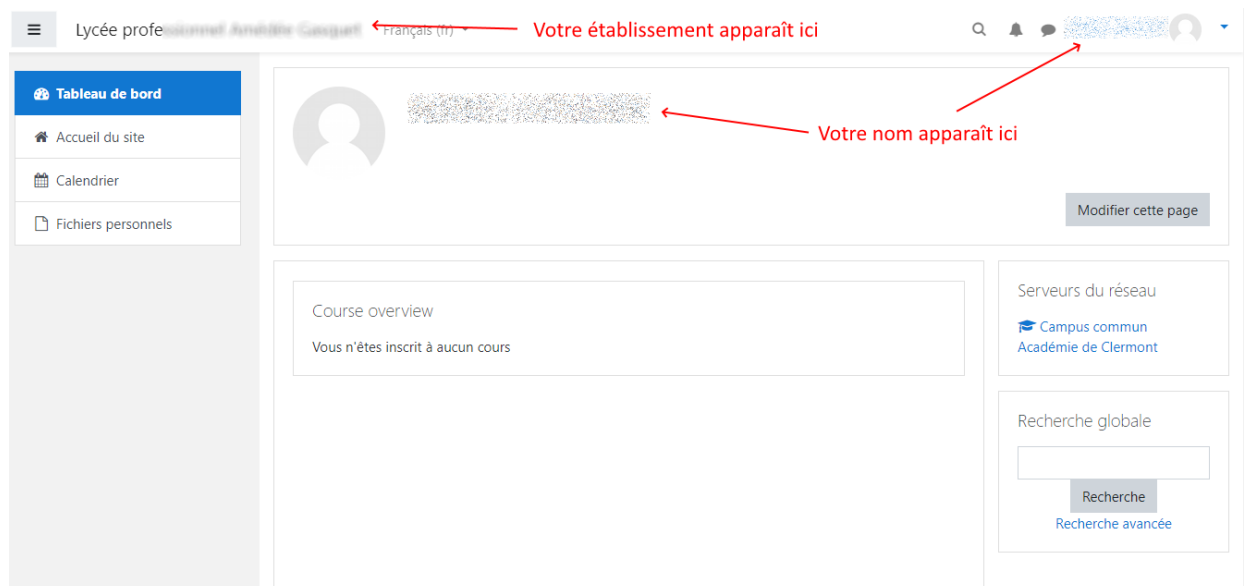 Lycée profe
Français (fr)
Votre établissement apparaît ici
Tableau de bord
Accueil du site
Calendrier
Fichiers personnels
Votre nom apparaît ici
Modifier cette page
Course overview
Vous n'êtes inscrit à aucun cours
Serveurs du réseau
Campus commun
Académie de Clermont
Recherche globale
Recherche
Recherche avancée